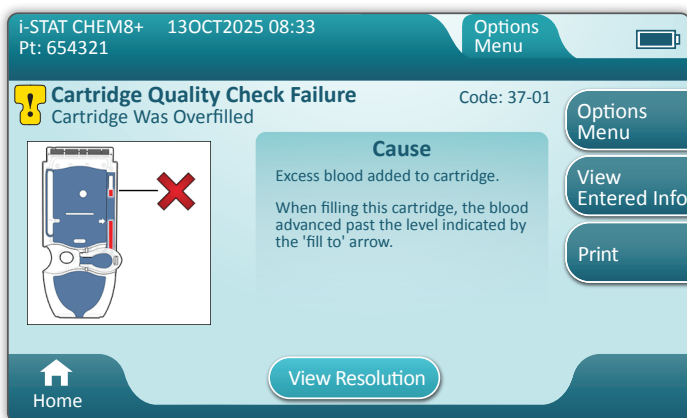 i-STAT CHEM8+ 13OCT2025 08:33
Pt: 654321
Options
Menu
Cartridge Quality Check Failure
Code: 37-01
Cartridge Was Overfilled
Options
Menu
View
Entered Info
Print
Cause
Excess blood added to cartridge.
When filling this cartridge, the blood
advanced past the level indicated by
the 'fill to' arrow.
View Resolution
Home